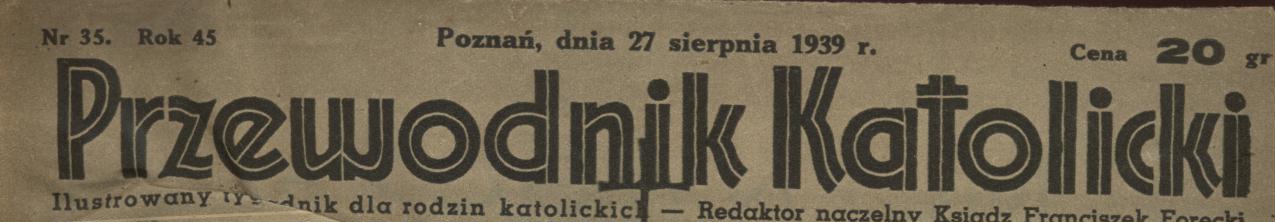 Nr 35. Rok 45 Poznań, dnia 27 sierpnia 1939 r. Cena 20 gr
Przewodnik Katolicki
Ilustrowany dla rodzin katolickich — Redaktor naczelny Ksiądz Franciszek Forecki